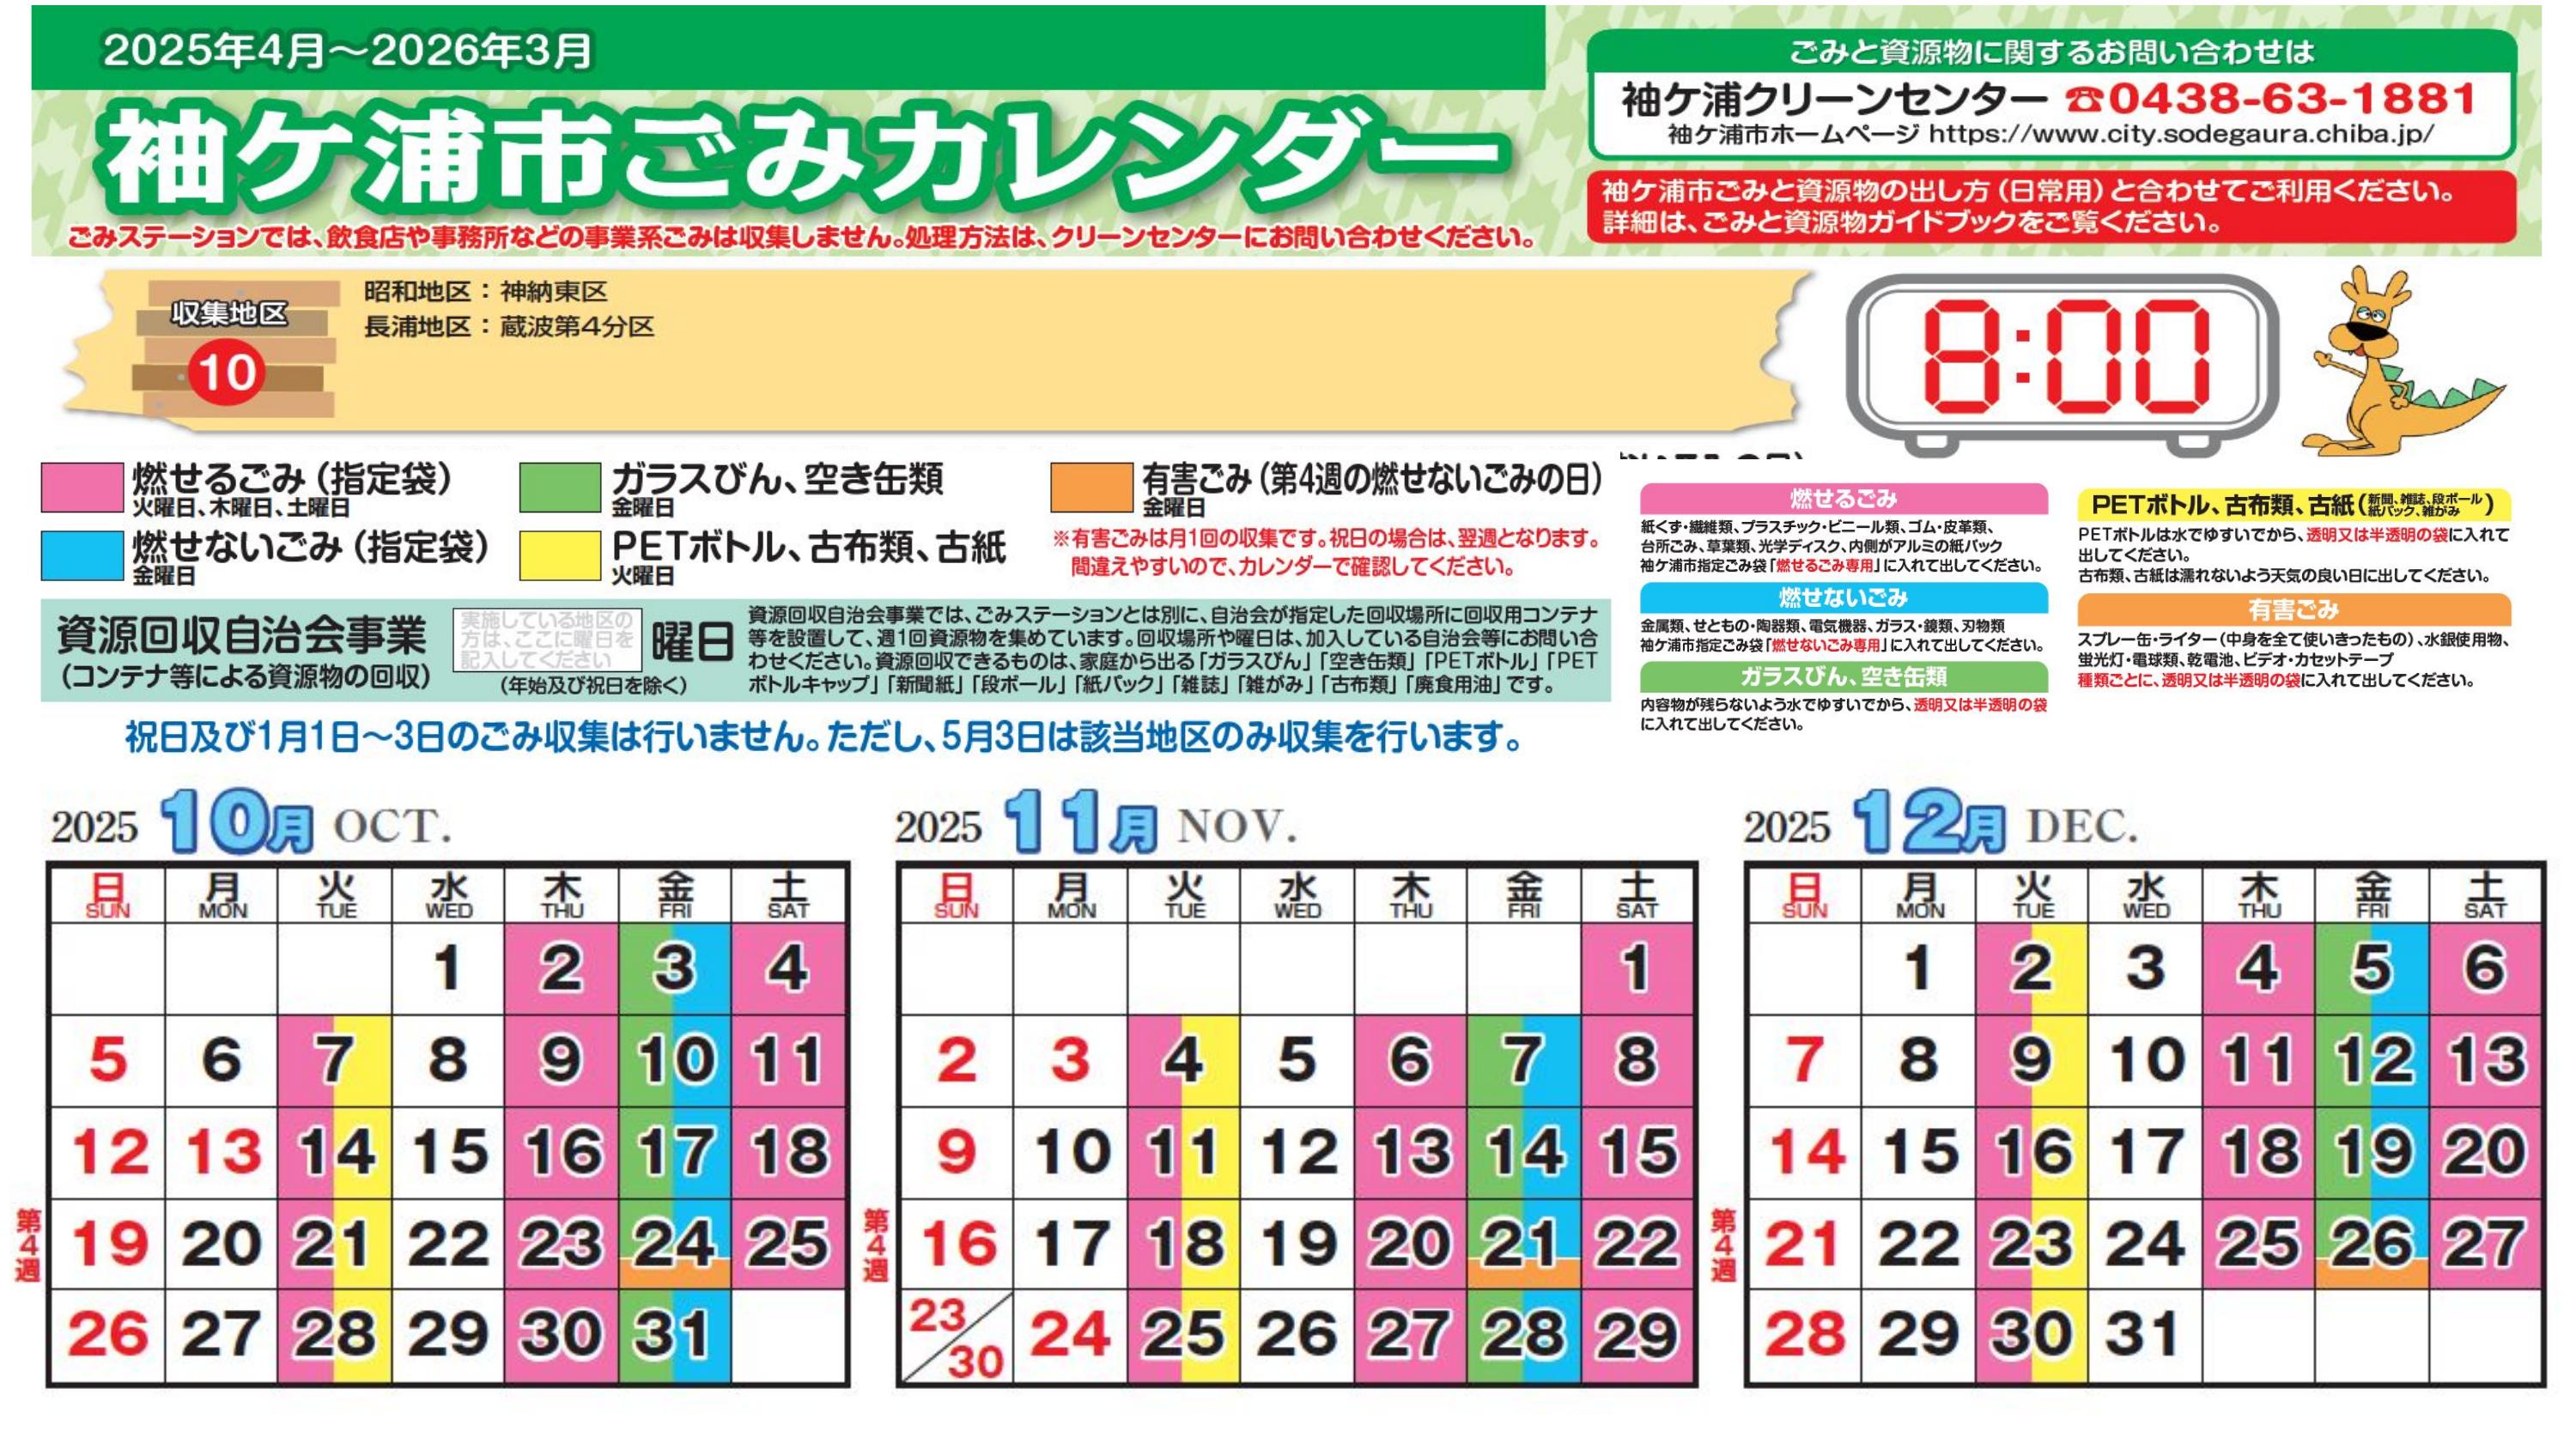 2025年4月～2026年3月
袖ケ浦市ごみカレンダー
ごみステーションでは、飲食店や事務所などの事業系ごみは収集しません。処理方法は、クリーンセンターにお問い合わせください。
ごみと資源物に関するお問い合わせは
袖ケ浦クリーンセンター ☎0438-63-1881
袖ケ浦市ホームページ https://www.city.sodegaura.chiba.jp/
袖ケ浦市ごみと資源物の出し方（日常用）と合わせてご利用ください。
詳細は、ごみと資源物ガイドブックをご覧ください。
収集地区
10
昭和地区：神納東区
長浦地区：蔵波第4分区
8:00
燃せるごみ（指定袋）
火曜日、木曜日、土曜日
燃せないごみ（指定袋）
金曜日
ガラスびん、空き缶類
金曜日
PETボトル、古布類、古紙
火曜日
有害ごみ（第4週の燃せないごみの日）
金曜日
※有害ごみは月1回の収集です。祝日の場合は、翌週となります。
間違えやすいので、カレンダーで確認してください。
資源回収自治会事業
（コンテナ等による資源物の回収）
実施している地区の
方は、ここに曜日を
記入してください
曜日
（年始及び祝日を除く）
資源回収自治会事業では、ごみステーションとは別に、自治会が指定した回収場所に回収用コンテナ
等を設置して、週1回資源物を集めています。回収場所や曜日は、加入している自治会等にお問い合
わせください。資源回収できるものは、家庭から出る「ガラスびん」「空き缶類」「PETボトル」「PET
ボトルキャップ」「新聞紙」「段ボール」「紙パック」「雑誌」「雑がみ」「古布類」「廃食用油」です。
祝日及び1月1日～3日のごみ収集は行いません。ただし、5月3日は該当地区のみ収集を行います。
燃せるごみ
紙くず・繊維類、プラスチック・ビニール類、ゴム・皮革類、
台所ごみ、草葉類、光学ディスク、内側がアルミの紙パック
袖ケ浦市指定ごみ袋「燃せるごみ専用」に入れて出してください。
燃せないごみ
金属類、せともの・陶器類、電気機器、ガラス・鏡類、刃物類
袖ケ浦市指定ごみ袋「燃せないごみ専用」に入れて出してください。
ガラスびん、空き缶類
内容物が残らないよう水でゆすいでから、透明又は半透明の袋
に入れて出してください。
PETボトル、古布類、古紙（新聞、雑誌、段ボール 紙パック、雑がみ）
PETボトルは水でゆすいでから、透明又は半透明の袋に入れて
出してください。
古布類、古紙は濡れないよう天気の良い日に出してください。
有害ごみ
スプレー缶・ライター（中身を全て使いきったもの）、水銀使用物、
蛍光灯・電球類、乾電池、ビデオ・カセットテープ
種類ごとに、透明又は半透明の袋に入れて出してください。
2025 10月 OCT.
日 月 火 水 木 金 土
SUN MON TUE WED THU FRI SAT
1 2 3 4
5 6 7 8 9 10 11
12 13 14 15 16 17 18
第4週 19 20 21 22 23 24 25
26 27 28 29 30 31
2025 11月 NOV.
日 月 火 水 木 金 土
SUN MON TUE WED THU FRI SAT
1
2 3 4 5 6 7 8
9 10 11 12 13 14 15
第4週 16 17 18 19 20 21 22
23/30 24 25 26 27 28 29
2025 12月 DEC.
日 月 火 水 木 金 土
SUN MON TUE WED THU FRI SAT
1 2 3 4 5 6
7 8 9 10 11 12 13
14 15 16 17 18 19 20
第4週 21 22 23 24 25 26 27
28 29 30 31